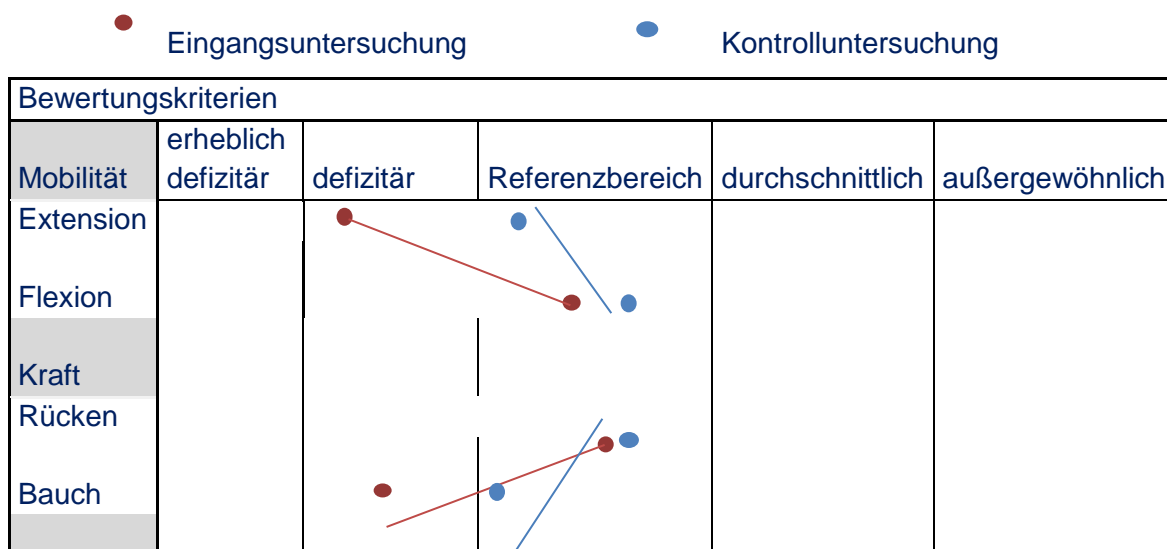 Eingangsuntersuchung Kontrolluntersuchung
Bewertungskriterien
Mobilität erheblich defizitär defizitär Referenzbereich durchschnittlich außergewöhnlich
Extension
Flexion
Kraft
Rücken
Bauch